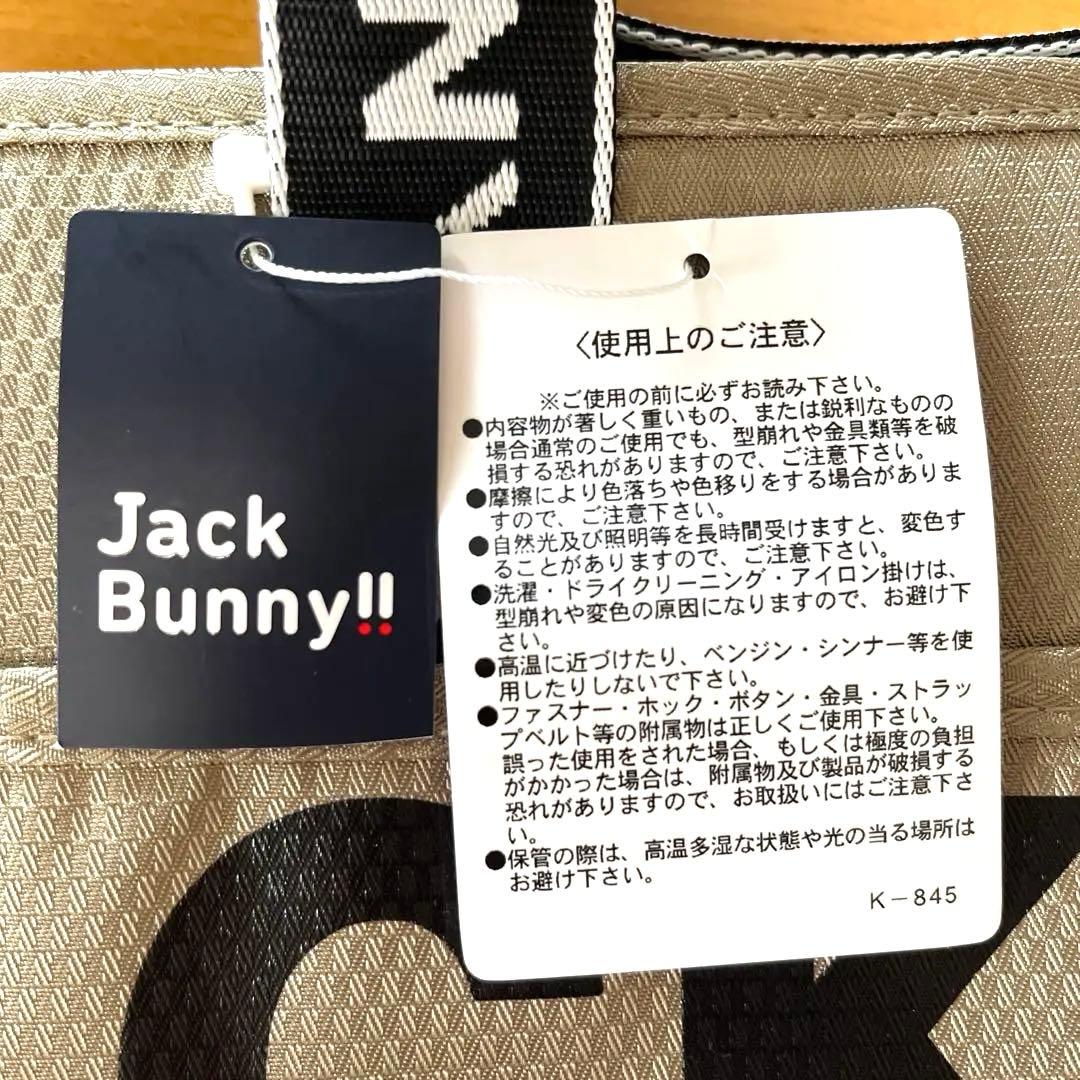 N
Jack
Bunny!!
〈使用上のご注意〉
※ご使用の前に必ずお読み下さい。
●内容物が著しく重いもの、または鋭利なものの
場合通常のご使用でも、型崩れや金具類等を破
損する恐れがありますので、ご注意下さい。
●摩擦により色落ちや色移りをする場合がありま
すので、ご注意下さい。
●自然光及び照明等を長時間受けますと、変色す
ることがありますので、ご注意下さい。
●洗濯・ドライクリーニング・アイロン掛けは、
型崩れや変色の原因になりますので、お避け下
さい。
●高温に近づけたり、ベンジン・シンナー等を使
用したりしないで下さい。
●ファスナー・ホック・ボタン・金具・ストラッ
プベルト等の附属物は正しくご使用下さい。
誤った使用をされた場合、もしくは極度の負担
がかかった場合は、附属物及び製品が破損する
恐れがありますので、お取扱いにはご注意下さ
い。
●保管の際は、高温多湿な状態や光の当る場所は
お避け下さい。
K－845
CK